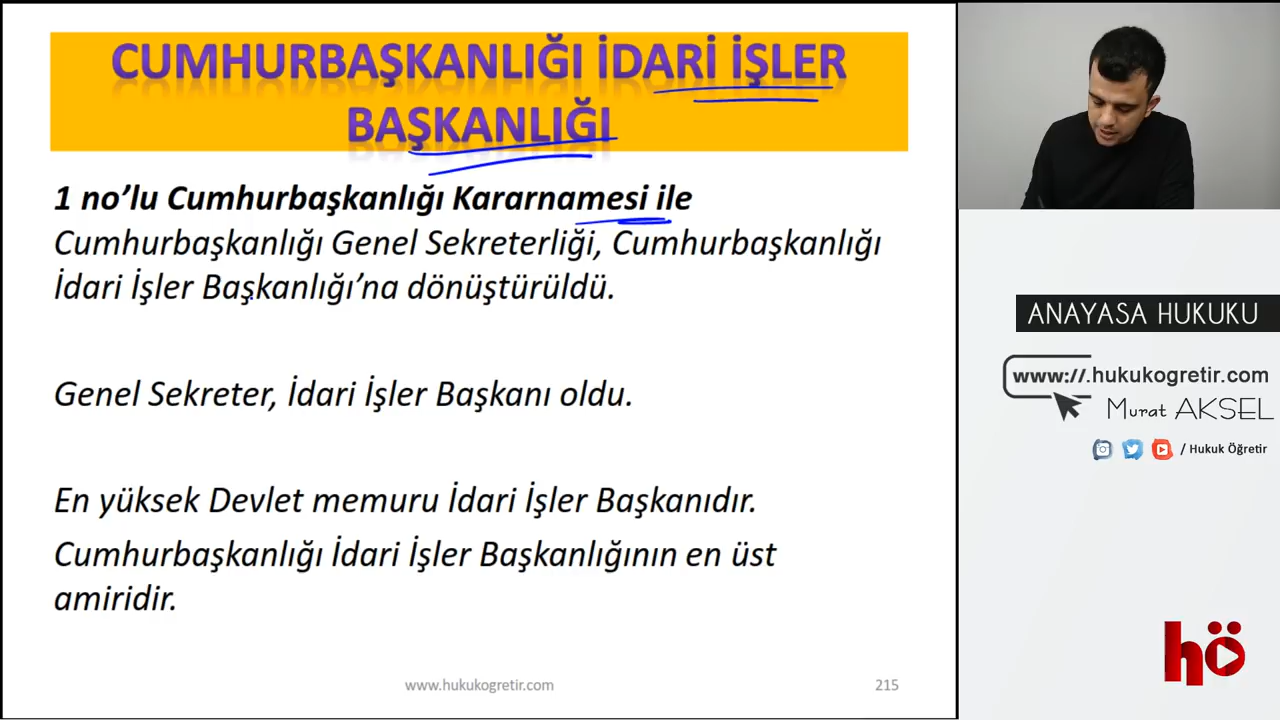 CUMHURBAŞKANLIĞI İDARİ İŞLER
BAŞKANLIĞI
1 no’lu Cumhurbaşkanlığı Kararnamesi ile
Cumhurbaşkanlığı Genel Sekreterliği, Cumhurbaşkanlığı
İdari İşler Başkanlığı’na dönüştürüldü.
Genel Sekreter, İdari İşler Başkanı oldu.
En yüksek Devlet memuru İdari İşler Başkanıdır.
Cumhurbaşkanlığı İdari İşler Başkanlığının en üst
amiridir.
www.hukukogretir.com
215
ANAYASA HUKUKU
www://.hukukogretir.com
Murat AKSEL
/ Hukuk Öğretir
hö